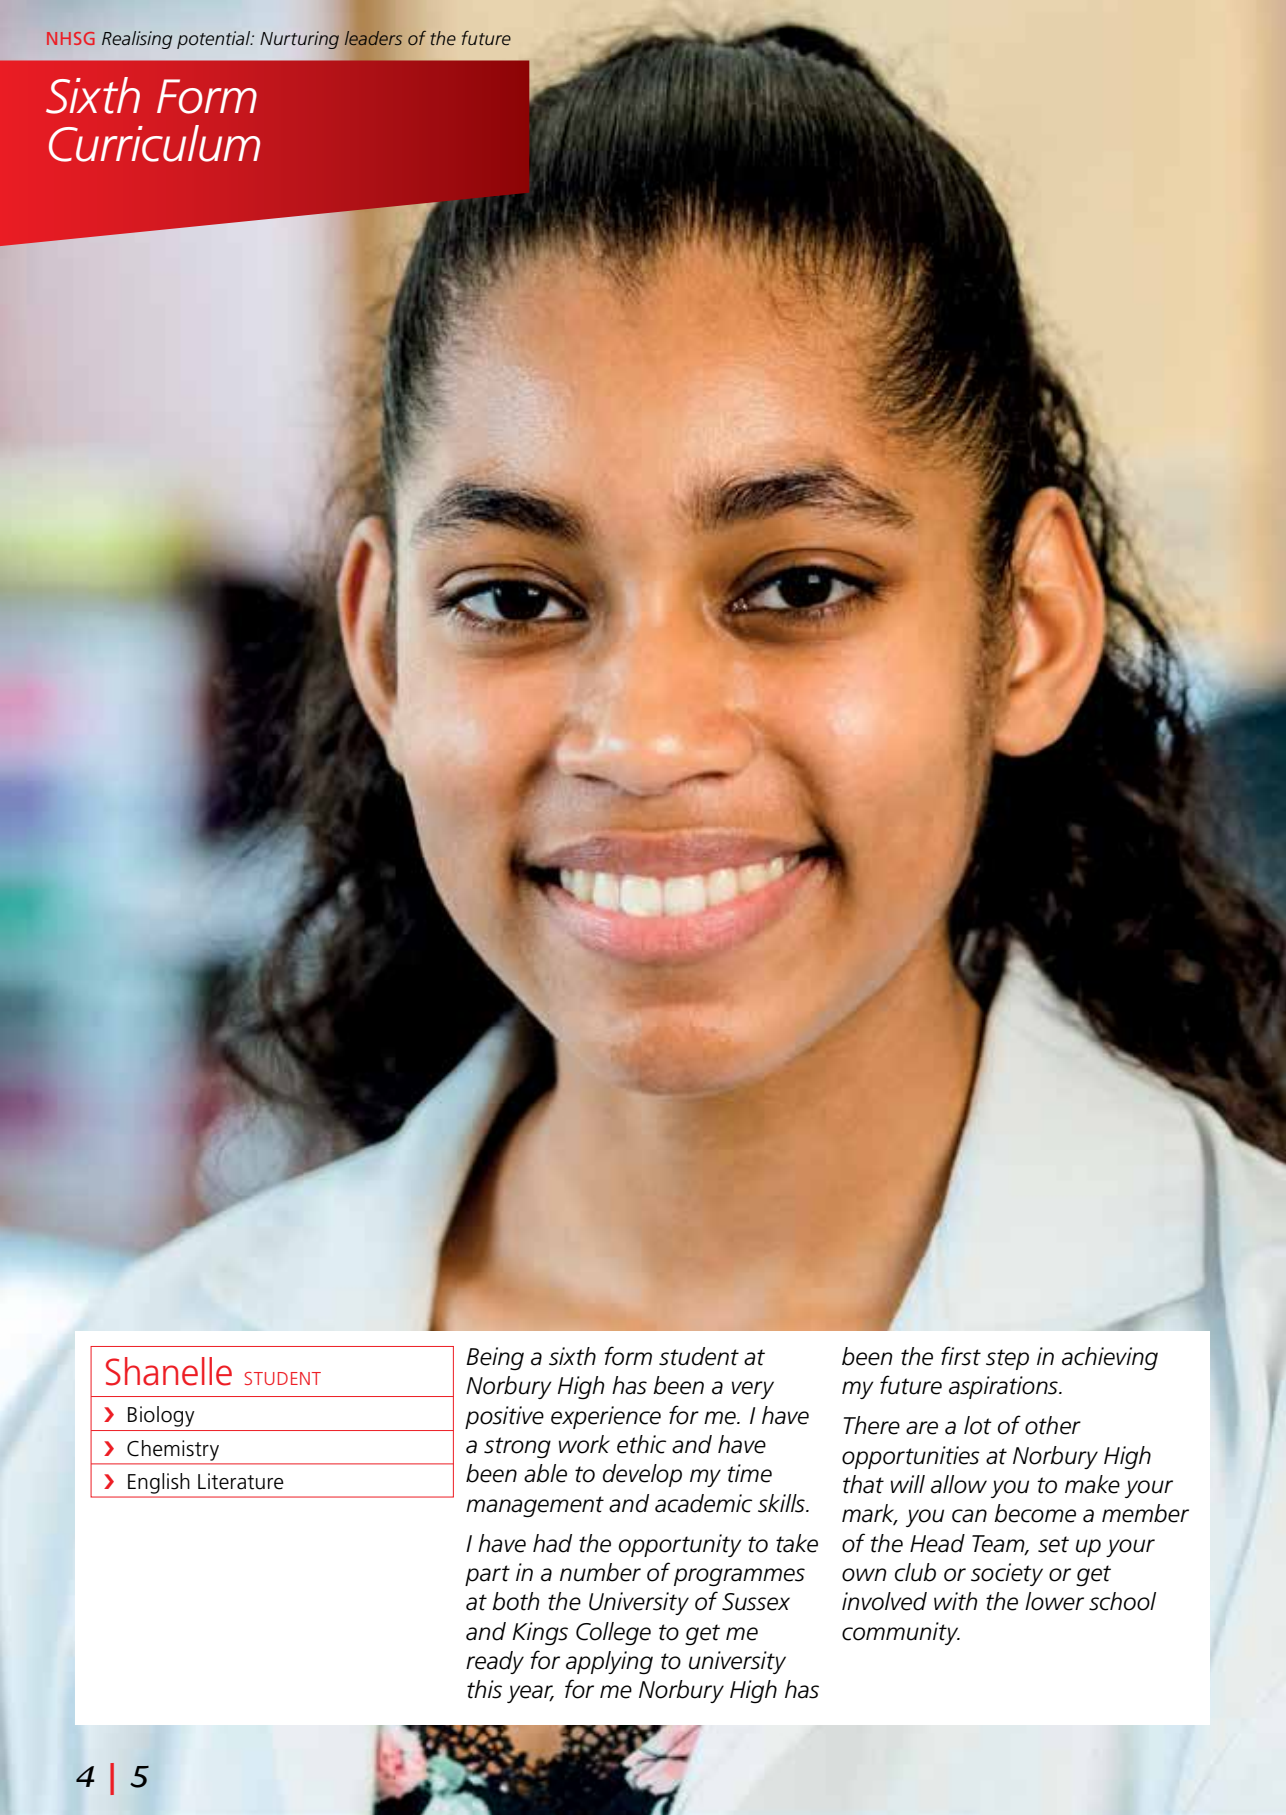 NHSG Realising potential: Nurturing leaders of the future
Sixth Form
Curriculum
Shanelle STUDENT
› Biology
› Chemistry
› English Literature
Being a sixth form student at
Norbury High has been a very
positive experience for me. I have
a strong work ethic and have
been able to develop my time
management and academic skills.
I have had the opportunity to take
part in a number of programmes
at both the University of Sussex
and Kings College to get me
ready for applying to university
this year, for me Norbury High has
been the first step in achieving
my future aspirations.
There are a lot of other
opportunities at Norbury High
that will allow you to make your
mark, you can become a member
of the Head Team, set up your
own club or society or get
involved with the lower school
community.
4 | 5